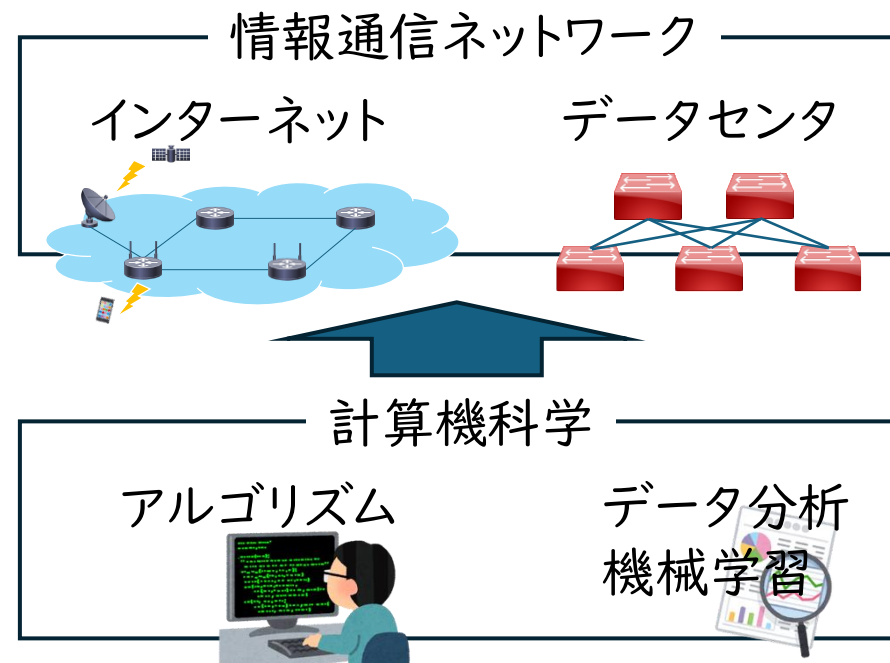 情報通信ネットワーク
インターネット
データセンタ
計算機科学
アルゴリズム
データ分析
機械学習